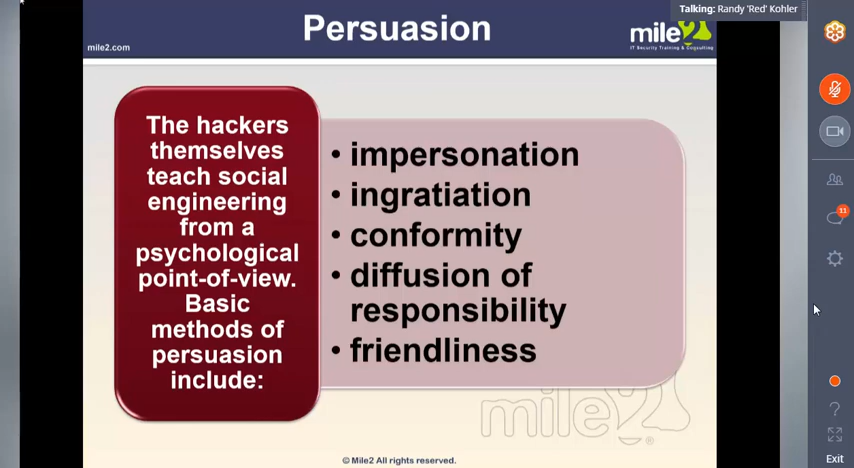 Talking: Randy 'Red' Kohler
Persuasion
mile2.com
mile2
IT Security Training & Consulting
The hackers
themselves
teach social
engineering
from a
psychological
point-of-view.
Basic
methods of
persuasion
include:
• impersonation
• ingratiation
• conformity
• diffusion of
responsibility
• friendliness
mile2
®
© Mile2 All rights reserved.
11
?
Exit